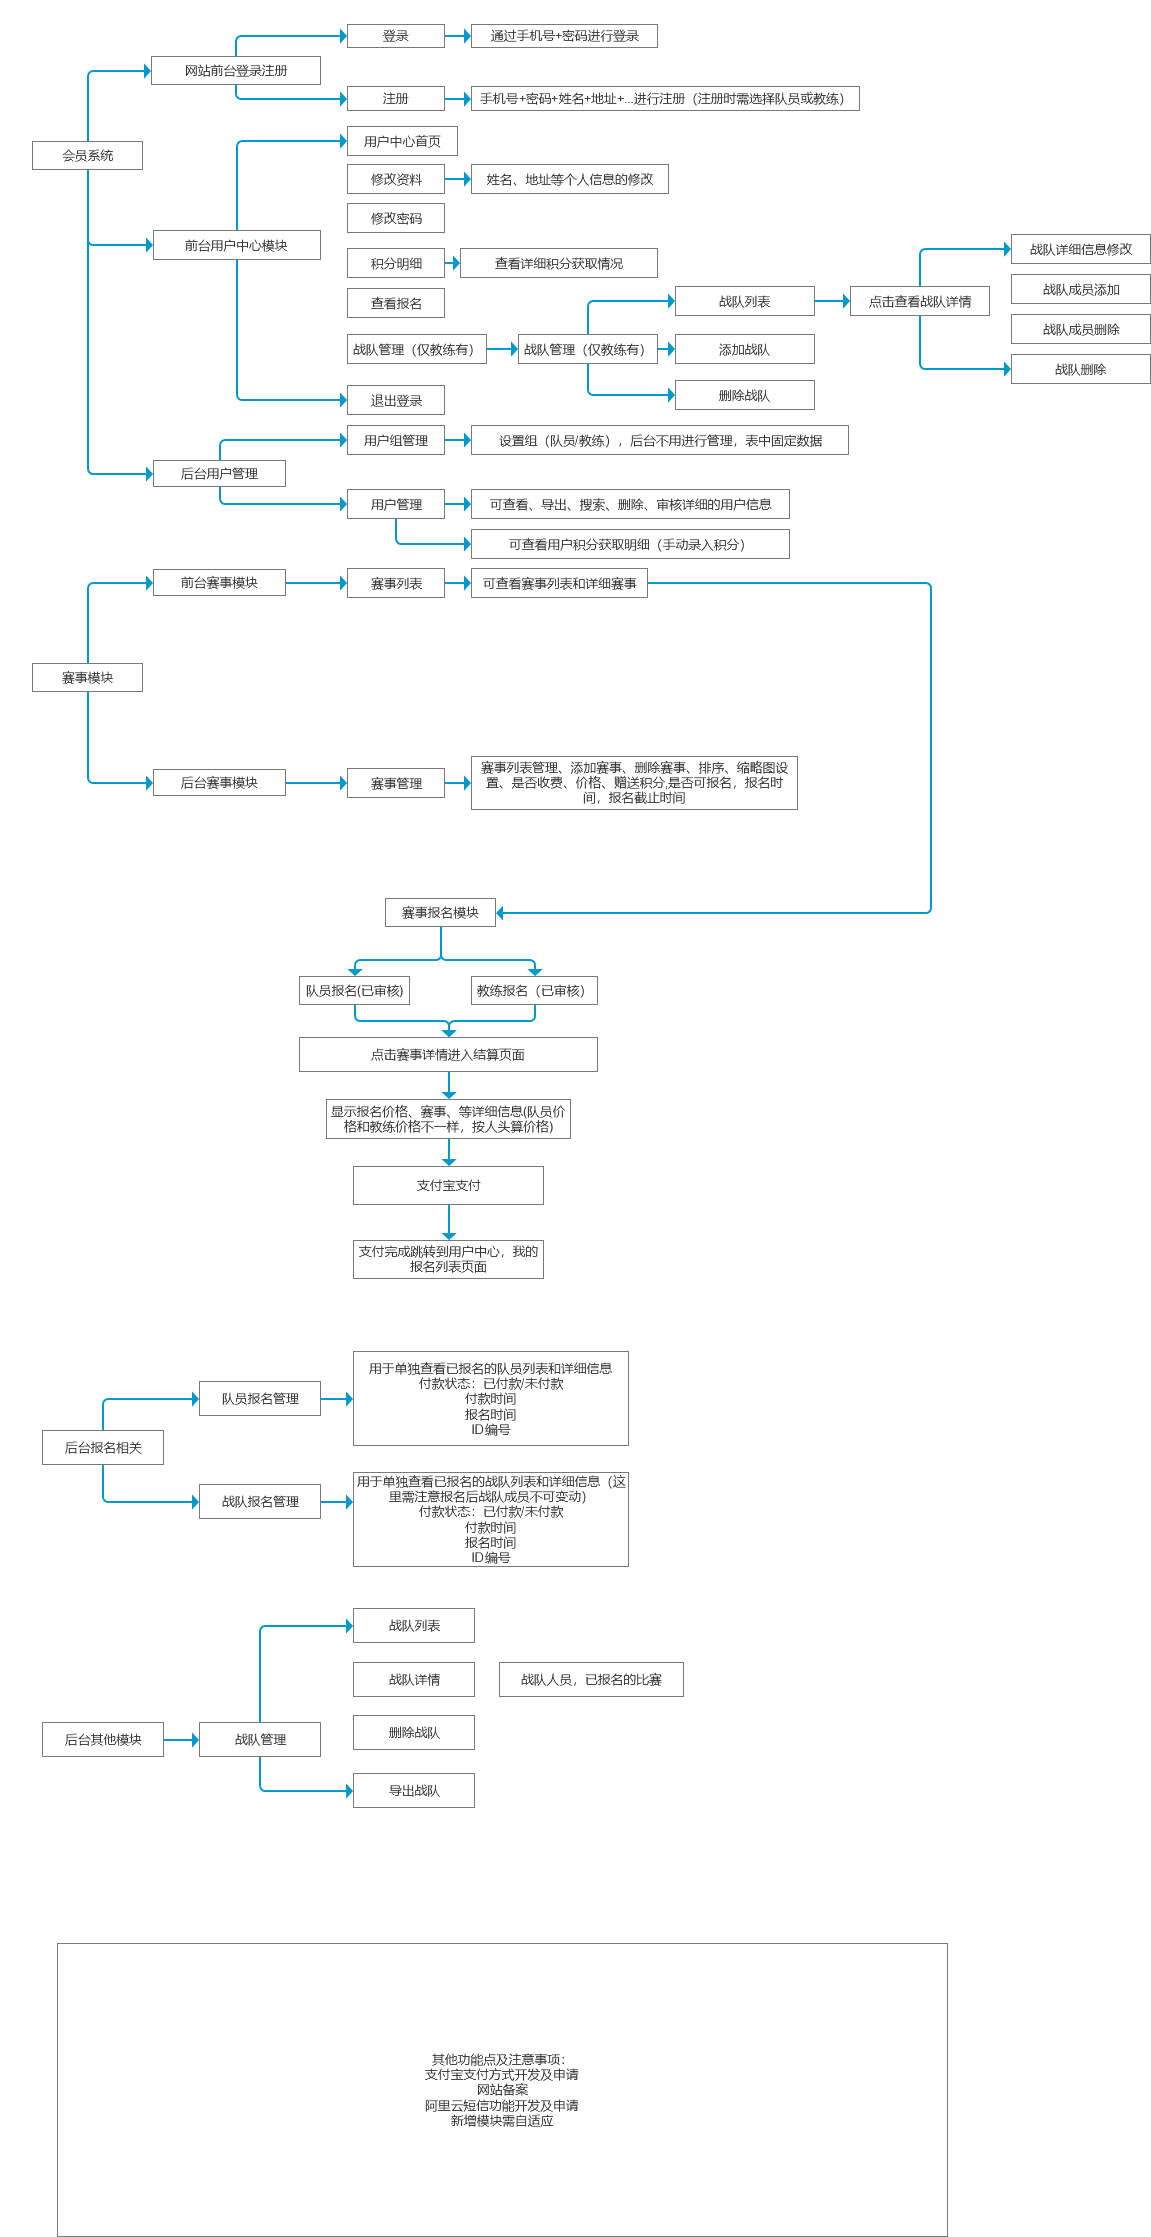 登录
通过手机号+密码进行登录
网站前台登录注册
注册
手机号+密码+姓名+地址+...进行注册（注册时需选择队员或教练）
会员系统
用户中心首页
修改资料
姓名、地址等个人信息的修改
修改密码
前台用户中心模块
积分明细
查看详细积分获取情况
查看报名
战队管理（仅教练有）
战队管理（仅教练有）
战队列表
添加战队
删除战队
点击查看战队详情
战队详细信息修改
战队成员添加
战队成员删除
战队删除
退出登录
后台用户管理
用户组管理
设置组（队员/教练），后台不用进行管理，表中固定数据
用户管理
可查看、导出、搜索、删除、审核详细的用户信息
可查看用户积分获取明细（手动录入积分）
前台赛事模块
赛事列表
可查看赛事列表和详细赛事
赛事模块
后台赛事模块
赛事管理
赛事列表管理、添加赛事、删除赛事、排序、缩略图设
置、是否收费、价格、赠送积分,是否可报名，报名时
间，报名截止时间
赛事报名模块
队员报名(已审核)
教练报名（已审核）
点击赛事详情进入结算页面
显示报名价格、赛事、等详细信息(队员价
格和教练价格不一样，按人头算价格)
支付宝支付
支付完成跳转到用户中心，我的
报名列表页面
后台报名相关
队员报名管理
用于单独查看已报名的队员列表和详细信息
付款状态：已付款/未付款
付款时间
报名时间
ID编号
战队报名管理
用于单独查看已报名的战队列表和详细信息（这
里需注意报名后战队成员不可变动）
付款状态：已付款/未付款
付款时间
报名时间
ID编号
后台其他模块
战队管理
战队列表
战队详情
战队人员，已报名的比赛
删除战队
导出战队
其他功能点及注意事项：
支付宝支付方式开发及申请
网站备案
阿里云短信功能开发及申请
新增模块需自适应